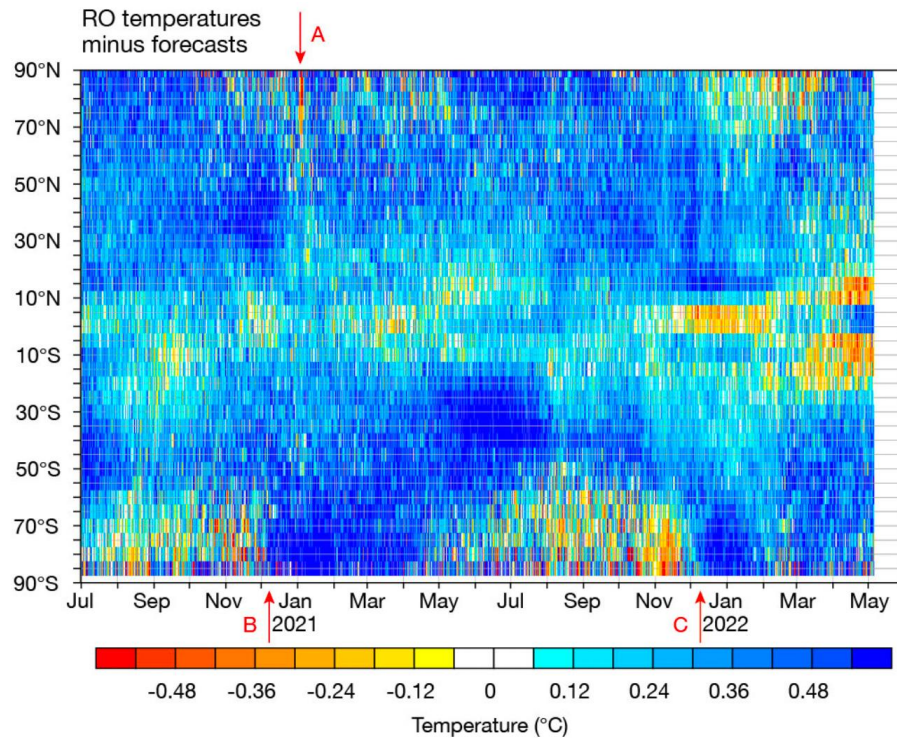 RO temperatures
minus forecasts
A
90°N
70°N
50°N
30°N
10°N
10°S
30°S
50°S
70°S
90°S
Jul Sep Nov Jan Mar May Jul Sep Nov Jan Mar May
B 2021 C 2022
-0.48 -0.36 -0.24 -0.12 0 0.12 0.24 0.36 0.48
Temperature (°C)